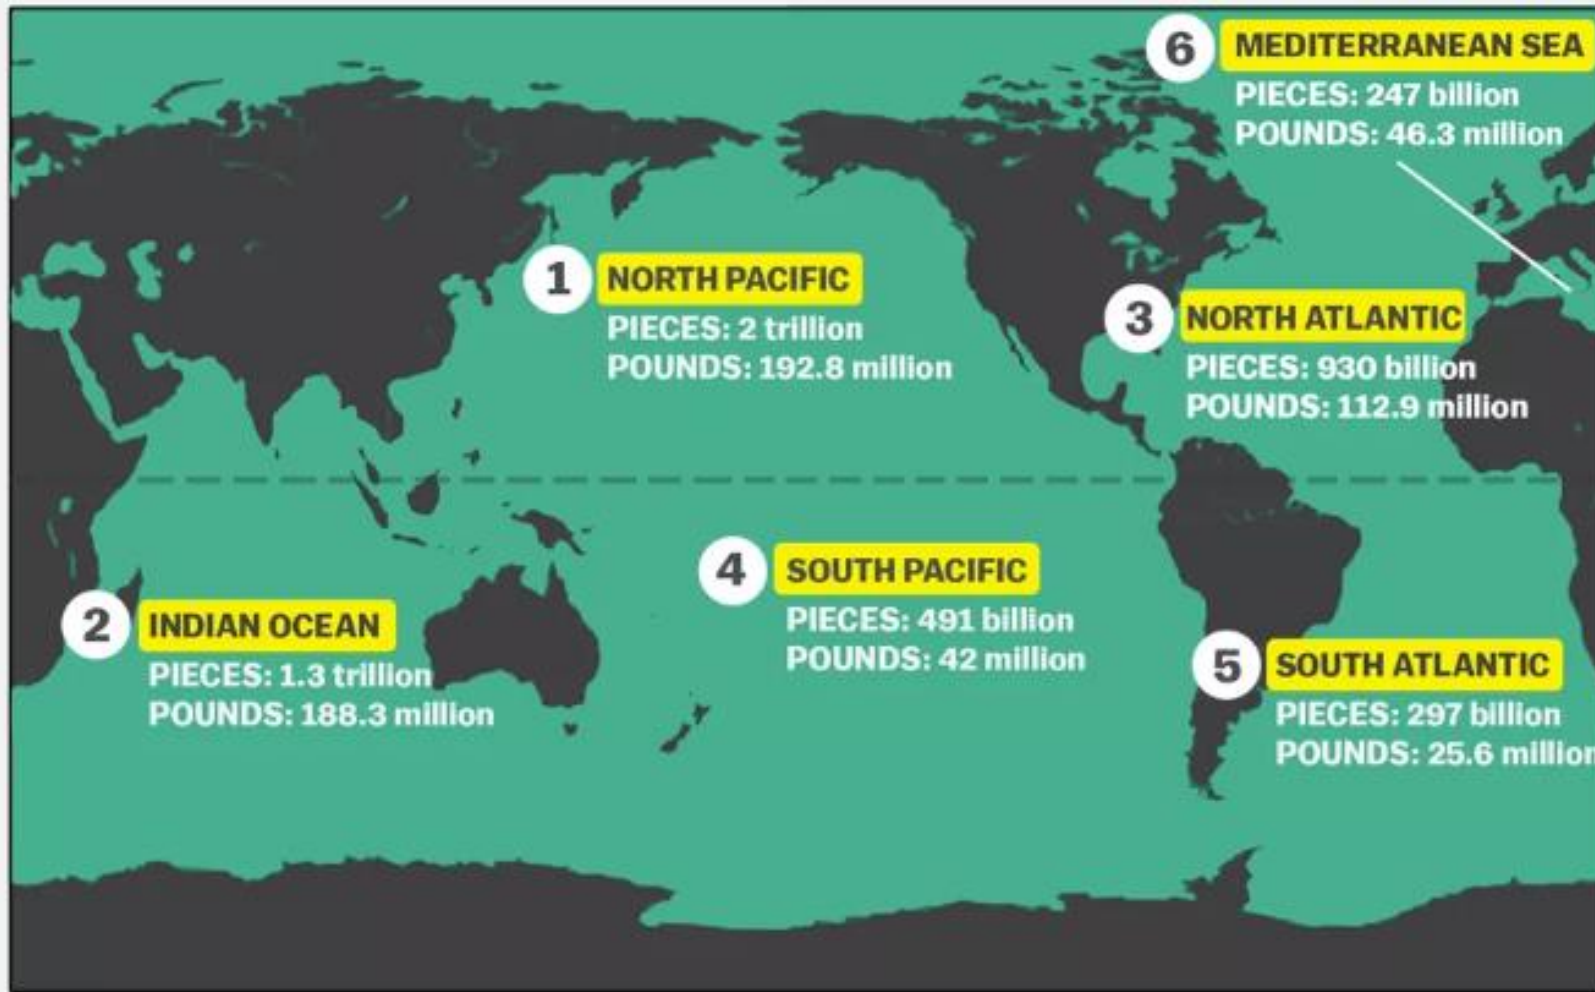 6
MEDITERRANEAN SEA
PIECES: 247 billion
POUNDS: 46.3 million
1
NORTH PACIFIC
PIECES: 2 trillion
POUNDS: 192.8 million
3
NORTH ATLANTIC
PIECES: 930 billion
POUNDS: 112.9 million
4
SOUTH PACIFIC
PIECES: 491 billion
POUNDS: 42 million
2
INDIAN OCEAN
PIECES: 1.3 trillion
POUNDS: 188.3 million
5
SOUTH ATLANTIC
PIECES: 297 billion
POUNDS: 25.6 million